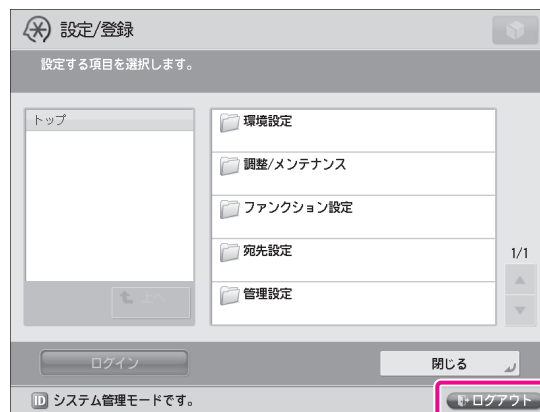 設定/登録
設定する項目を選択します。
トップ
環境設定
調整/メンテナンス
ファンクション設定
宛先設定
1/1
管理設定
上へ
ログイン
閉じる
ID システム管理モードです。
ログアウト